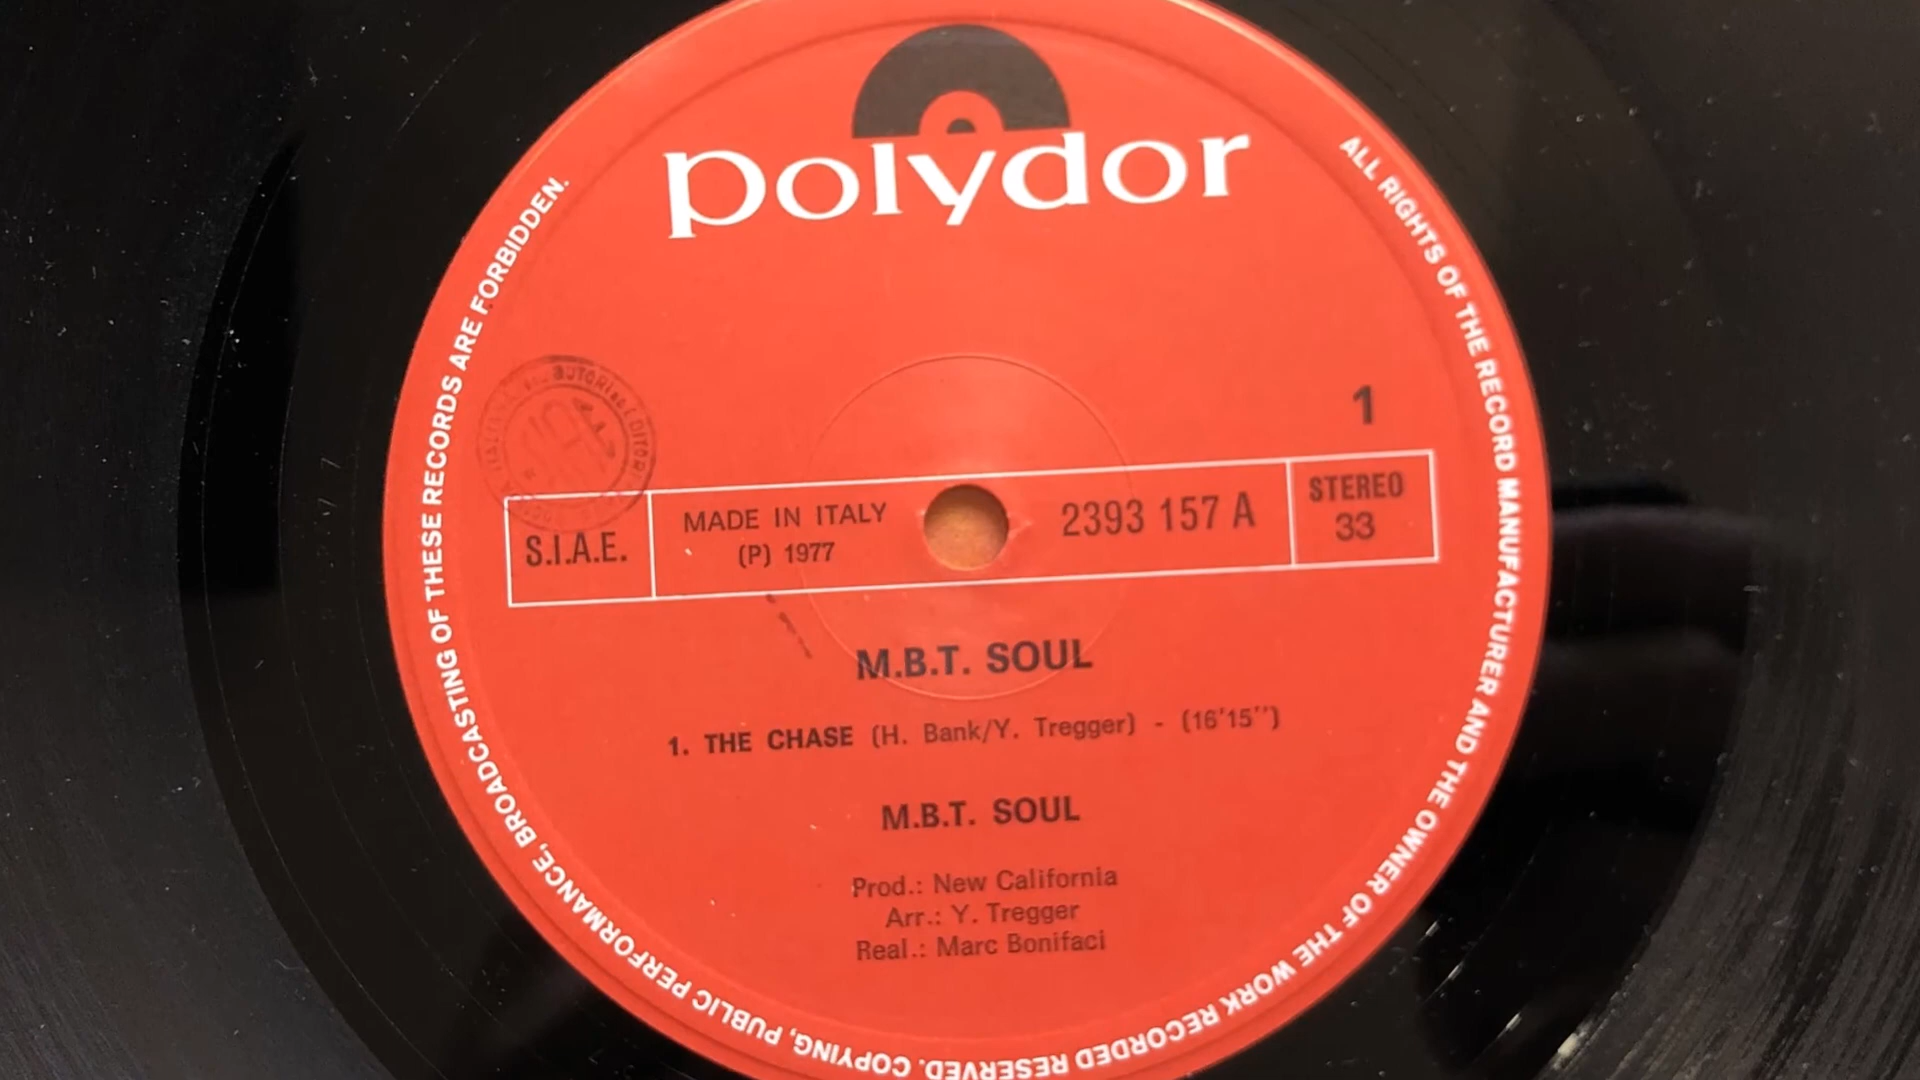 polydor
ALL RIGHTS OF THE RECORD MANUFACTURER AND THE OWNER OF THE WORK RECORDED RESERVED. COPYING, PUBLIC PERFORMANCE, BROADCASTING OF THESE RECORDS ARE FORBIDDEN.
1
S.I.A.E.
MADE IN ITALY
(P) 1977
2393 157 A
STEREO
33
M.B.T. SOUL
1. THE CHASE (H. Bank/Y. Tregger) - (16'15'')
M.B.T. SOUL
Prod.: New California
Arr.: Y. Tregger
Real.: Marc Bonifaci